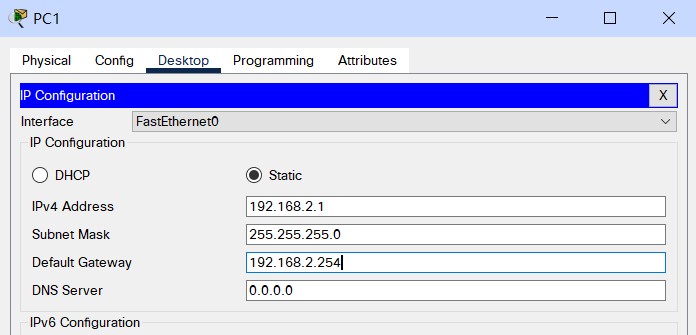 PC1
Physical Config Desktop Programming Attributes
IP Configuration X
Interface FastEthernet0
IP Configuration
DHCP Static
IPv4 Address 192.168.2.1
Subnet Mask 255.255.255.0
Default Gateway 192.168.2.254
DNS Server 0.0.0.0
IPv6 Configuration